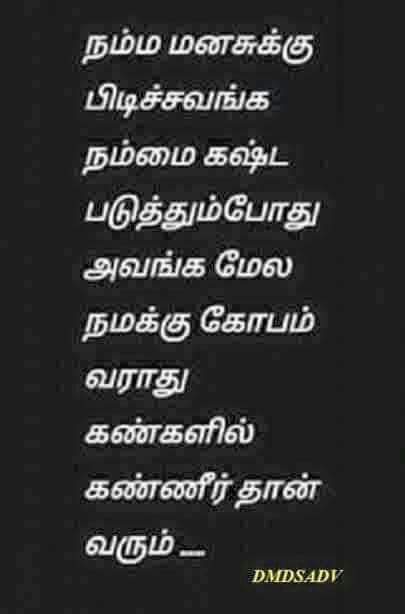 நம்ம மனசுக்கு
பிடிச்சவங்க
நம்மை கஷ்ட
படுத்தும்போது
அவங்க மேல
நமக்கு கோபம்
வராது
கண்களில்
கண்ணீர் தான்
வரும் ....
DMDSADV